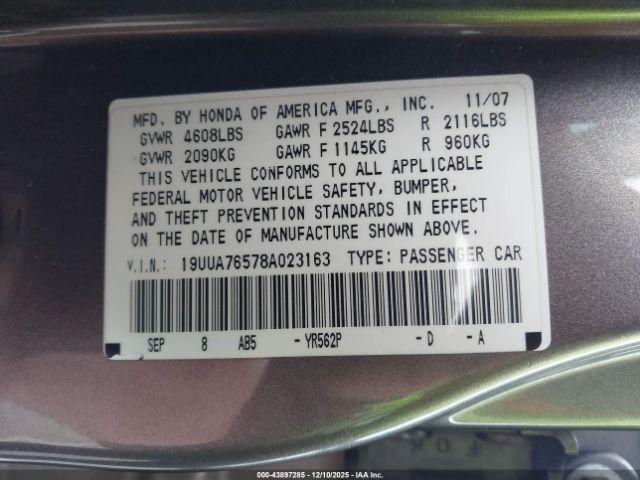 MFD. BY HONDA OF AMERICA MFG., INC. 11/07
GVWR 4608LBS GAWR F 2524LBS R 2116LBS
GVWR 2090KG GAWR F 1145KG R 960KG
THIS VEHICLE CONFORMS TO ALL APPLICABLE
FEDERAL MOTOR VEHICLE SAFETY, BUMPER,
AND THEFT PREVENTION STANDARDS IN EFFECT
ON THE DATE OF MANUFACTURE SHOWN ABOVE.
V.I.N.: 19UUA76578A023163 TYPE: PASSENGER CAR
SEP 8 AB5 -YR562P -D -A
000-43897285 - 12/10/2025 - IAA Inc.